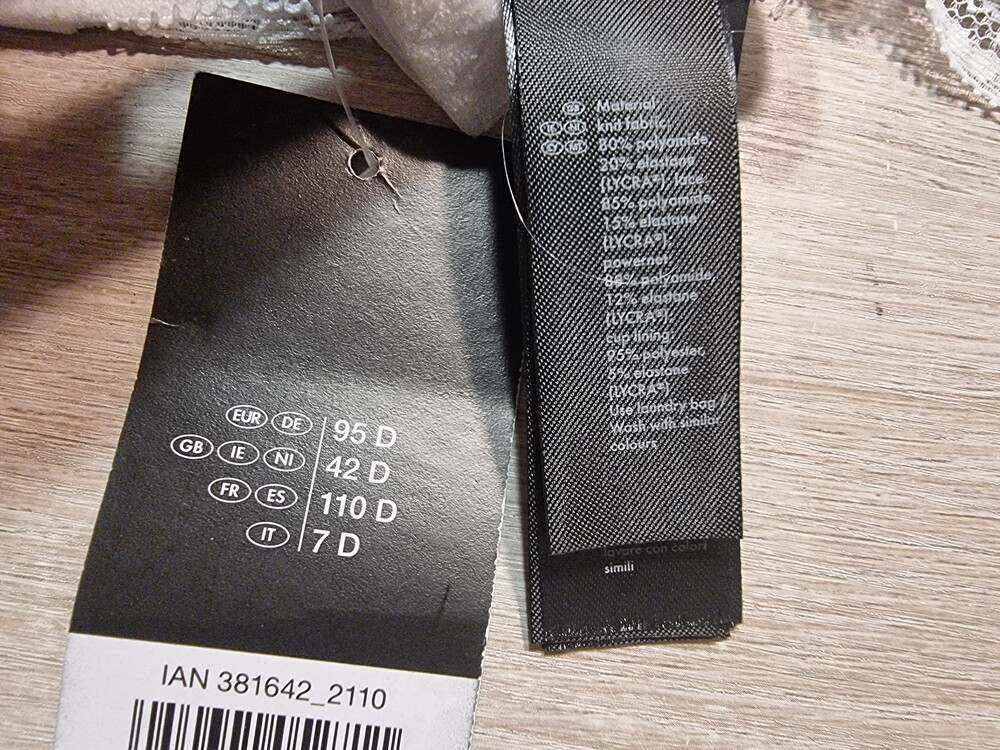 EUR DE 95 D
GB IE NI 42 D
FR ES 110 D
IT 7 D
IAN 381642_2110
Material
knit fabric:
80% polyamide,
20% elastane
(LYCRA®); lace:
85% polyamide,
15% elastane
(LYCRA®);
powernet:
88% polyamide,
12% elastane
(LYCRA®);
cup lining:
95% polyester,
5% elastane
(LYCRA®)
Use laundry bag /
Wash with similar
colours
lavare con colori
simili